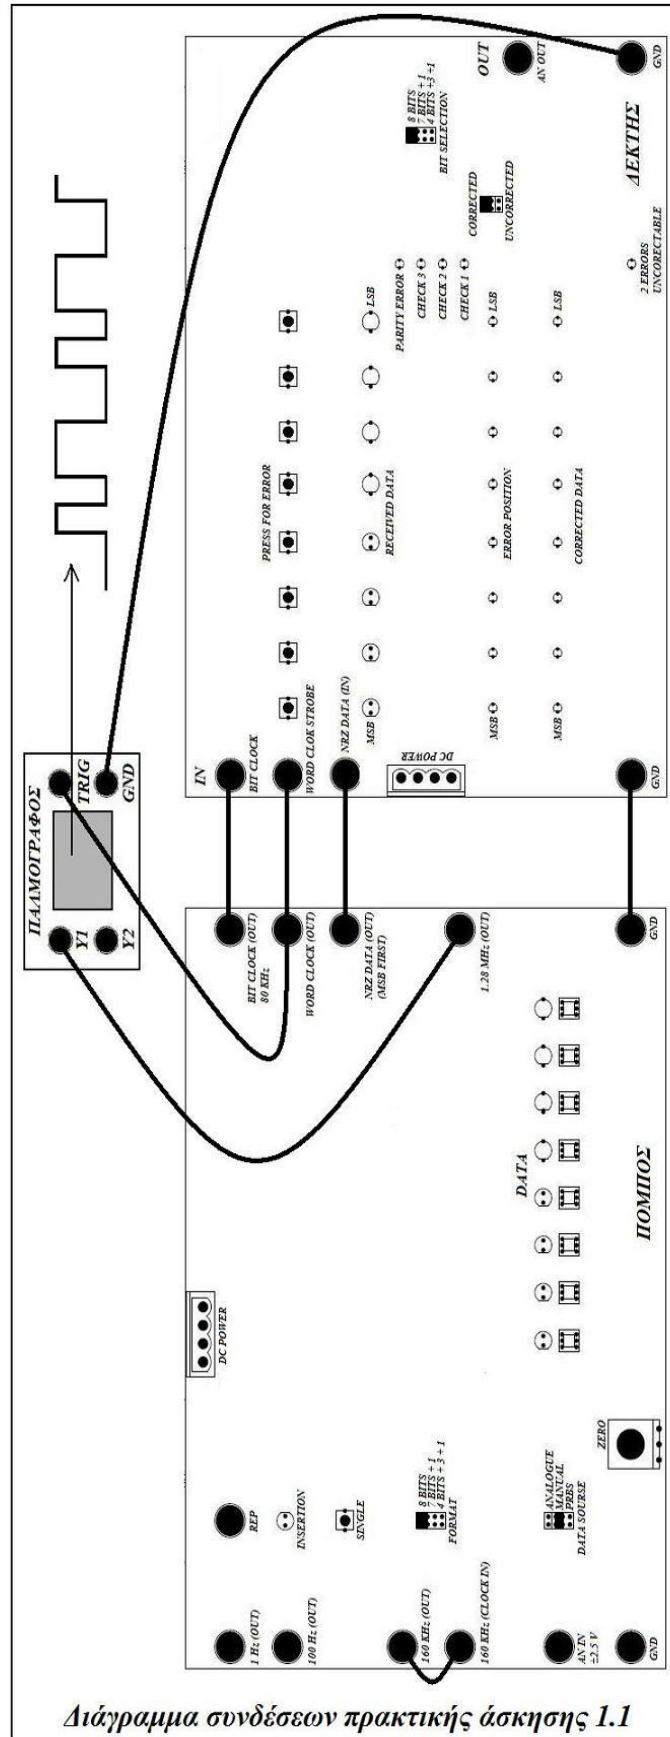 ΠΑΛΜΟΓΡΑΦΟΣ
Y1
Y2
TRIG
GND
1 Hz (OUT)
100 Hz (OUT)
160 KHz (OUT)
160 KHz (CLOCK IN)
AN IN
±2.5 V
GND
REP
INSERTION
SINGLE
8 BITS
7 BITS + 1
4 BITS +3 + 1
FORMAT
ANALOGUE
MANUAL
PRBS
DATA SOURSE
ZERO
DC POWER
DATA
ΠΟΜΠΟΣ
BIT CLOCK (OUT)
80 KHz
WORD CLOCK (OUT)
NRZ DATA (OUT)
(MSB FIRST)
1.28 MHz (OUT)
GND
IN
BIT CLOCK
WORD CLOK STROBE
NRZ DATA (IN)
DC POWER
GND
PRESS FOR ERROR
MSB
RECEIVED DATA
LSB
PARITY ERROR
CHECK 3
CHECK 2
CHECK 1
MSB
ERROR POSITION
LSB
MSB
CORRECTED DATA
LSB
8 BITS
7 BITS + 1
4 BITS +3 +1
BIT SELECTION
CORRECTED
UNCORRECTED
2 ERRORS
UNCORECTABLE
OUT
AN OUT
GND
ΔΕΚΤΗΣ
Διάγραμμα συνδέσεων πρακτικής άσκησης 1.1